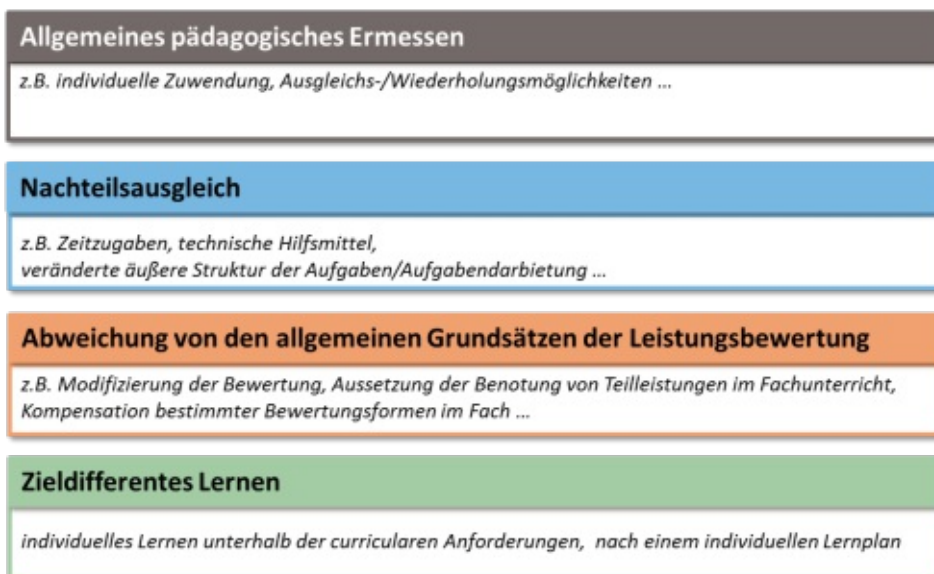 Allgemeines pädagogisches Ermessen
z.B. individuelle Zuwendung, Ausgleichs-/Wiederholungsmöglichkeiten ...
Nachteilsausgleich
z.B. Zeitzugaben, technische Hilfsmittel,
veränderte äußere Struktur der Aufgaben/Aufgabendarbietung ...
Abweichung von den allgemeinen Grundsätzen der Leistungsbewertung
z.B. Modifizierung der Bewertung, Aussetzung der Benotung von Teilleistungen im Fachunterricht,
Kompensation bestimmter Bewertungsformen im Fach ...
Zieldifferentes Lernen
individuelles Lernen unterhalb der curricularen Anforderungen, nach einem individuellen Lernplan